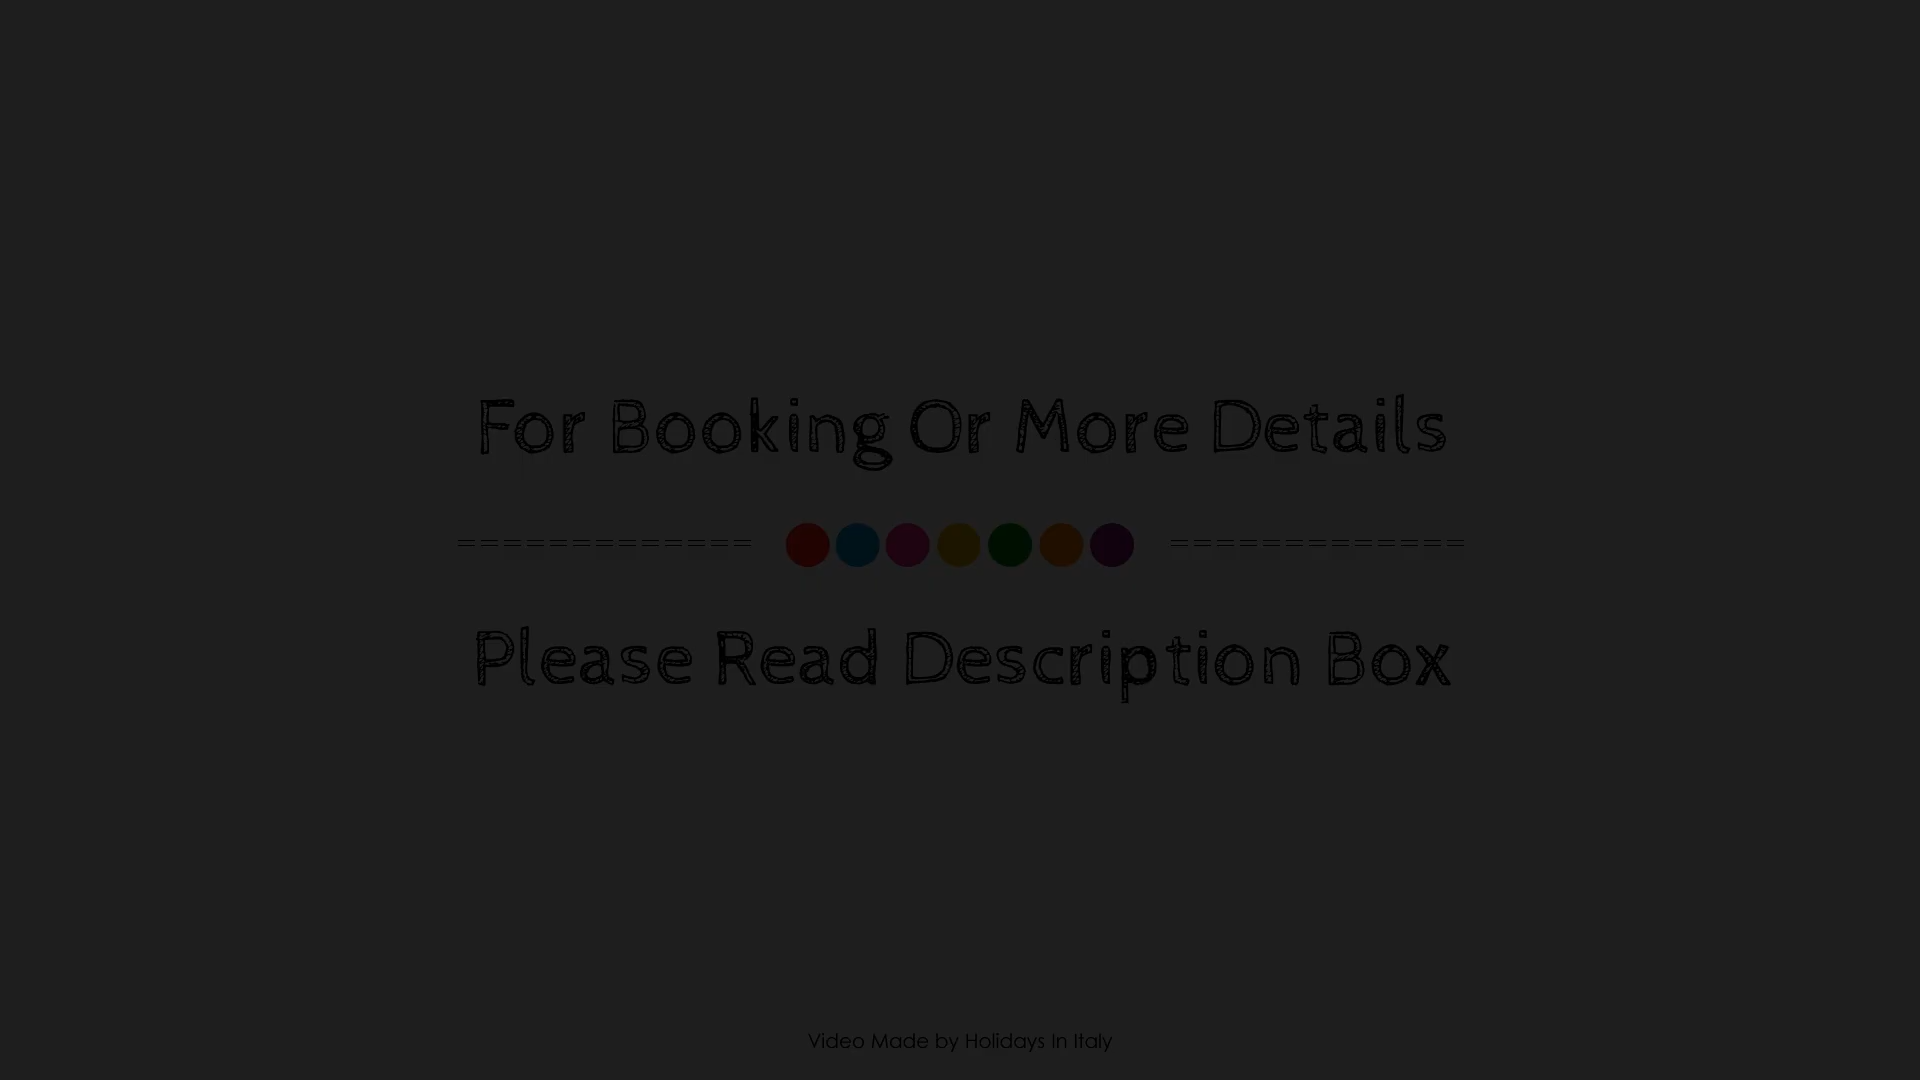 For Booking Or More Details
============= =============
Please Read Description Box
Video Made by Holidays In Italy